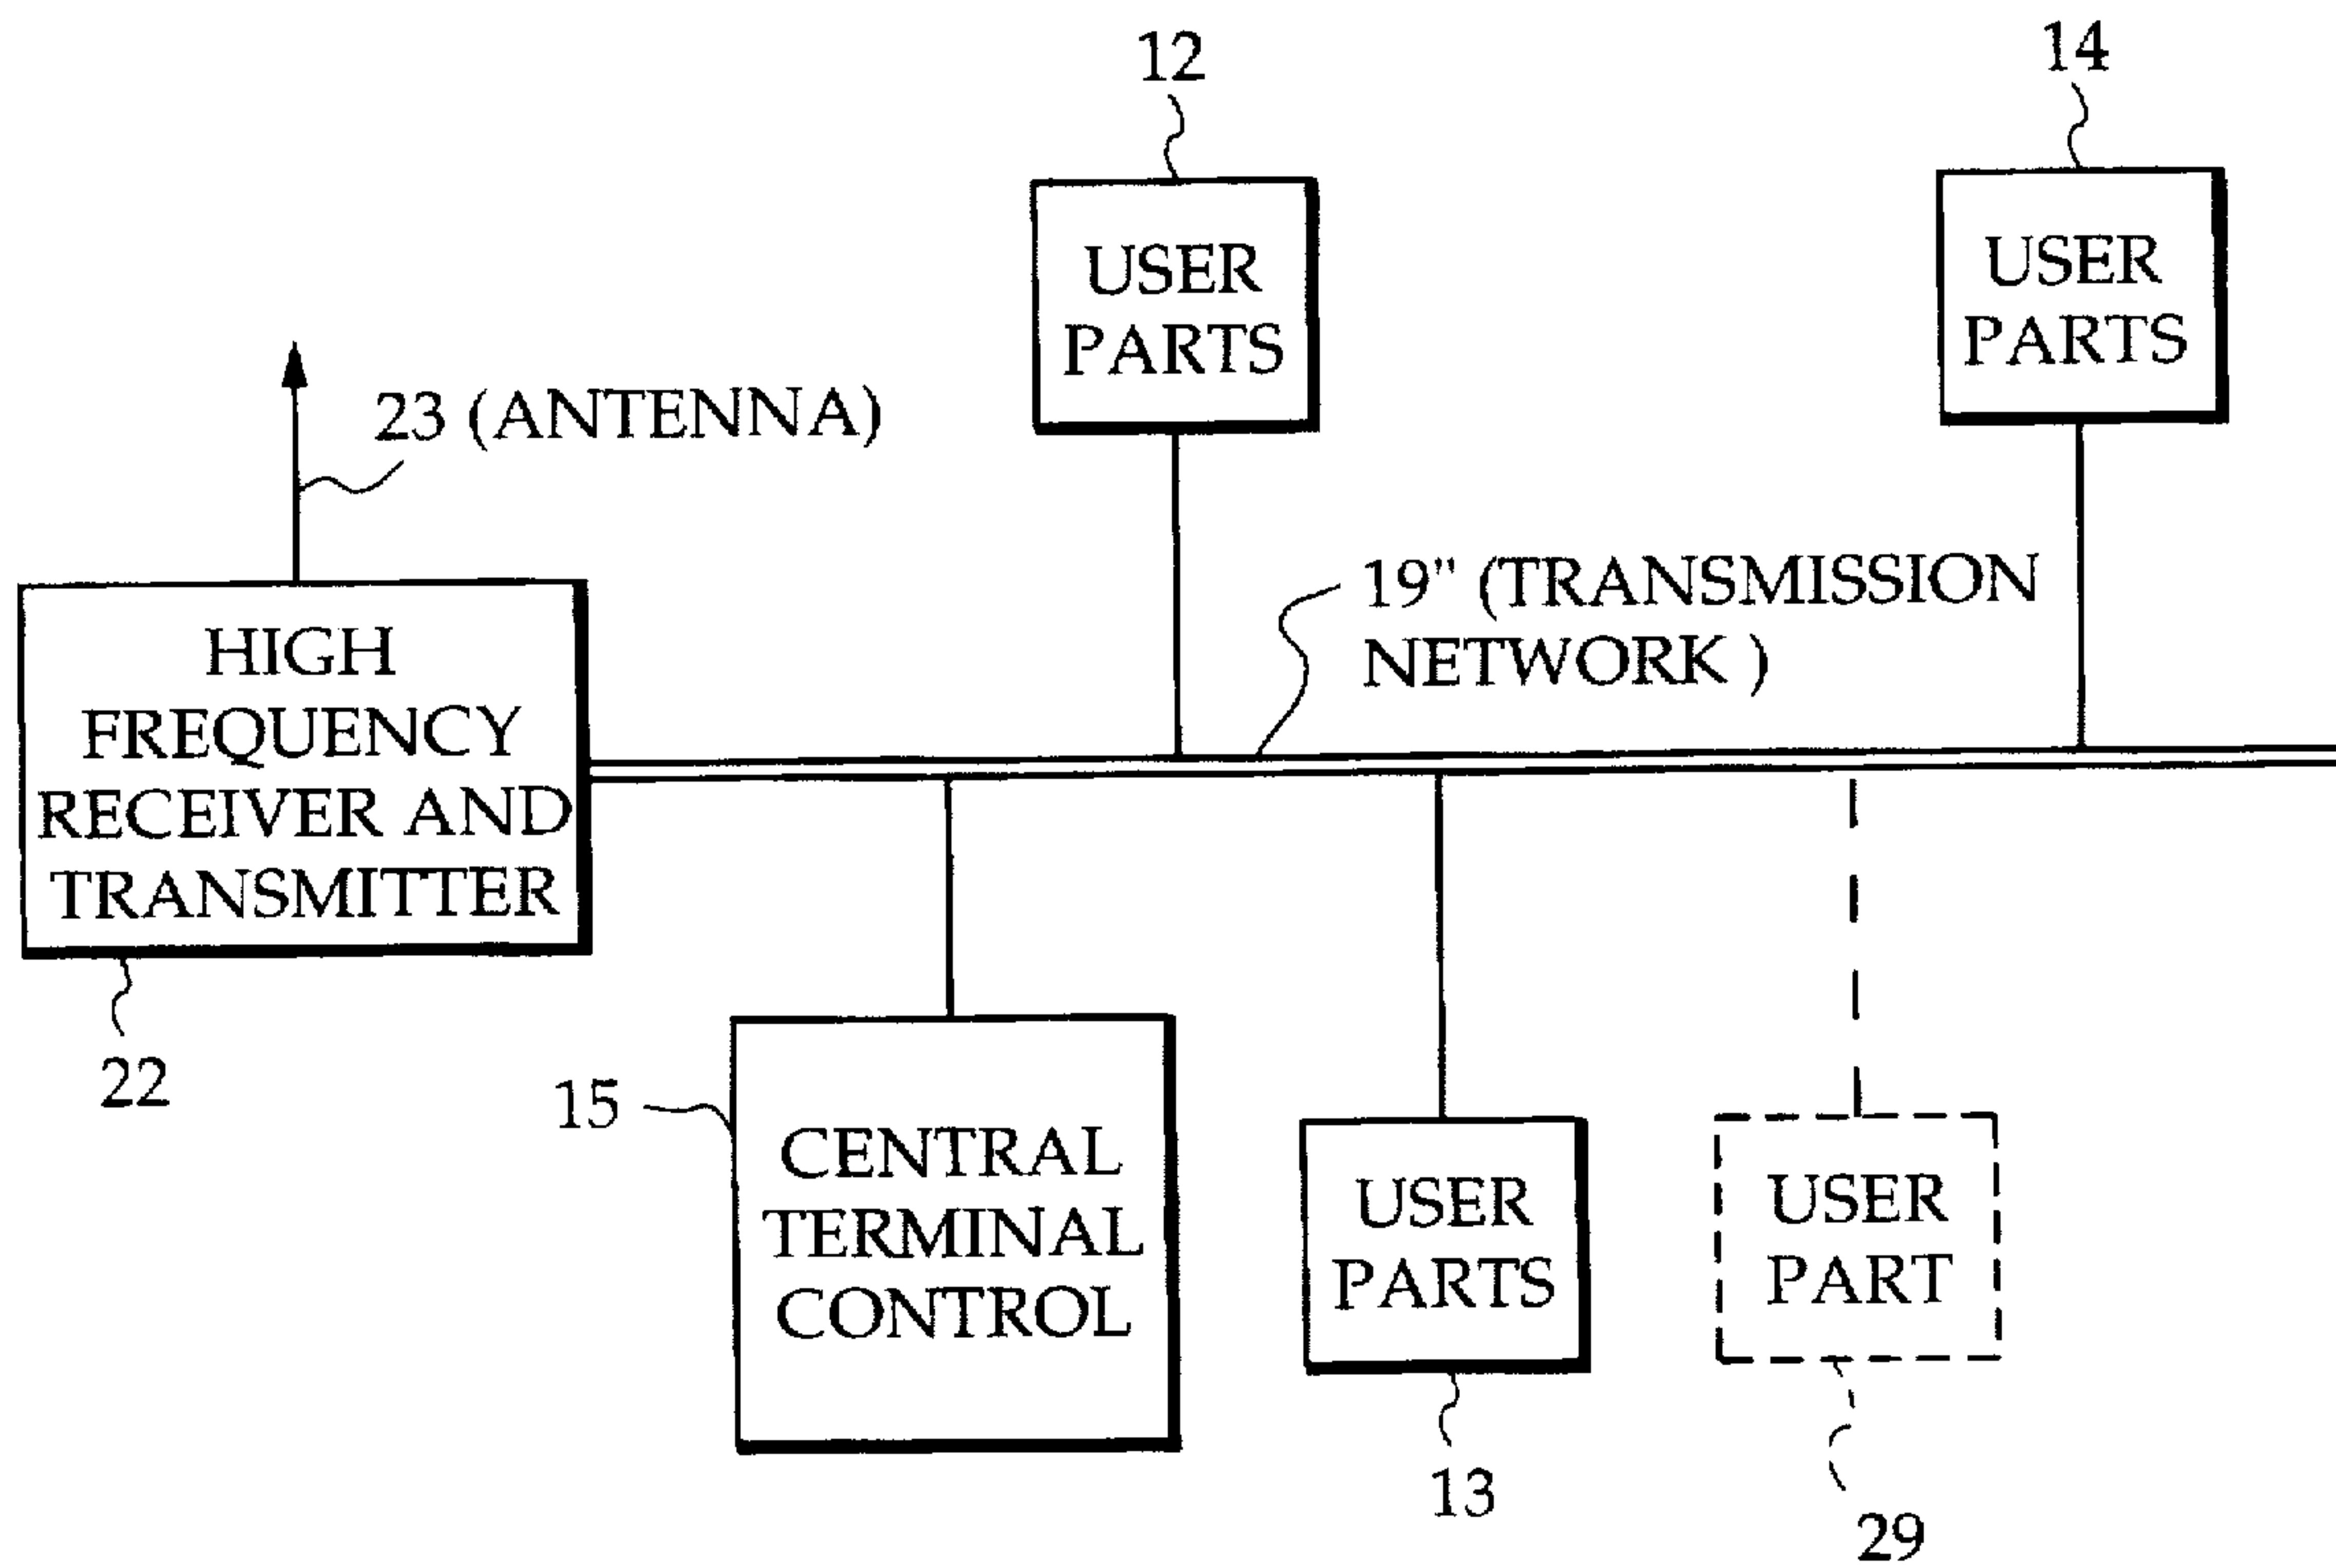 12
14
USER
PARTS
USER
PARTS
23 (ANTENNA)
19" (TRANSMISSION
NETWORK )
HIGH
FREQUENCY
RECEIVER AND
TRANSMITTER
22
15
CENTRAL
TERMINAL
CONTROL
USER
PARTS
USER
PART
13
29